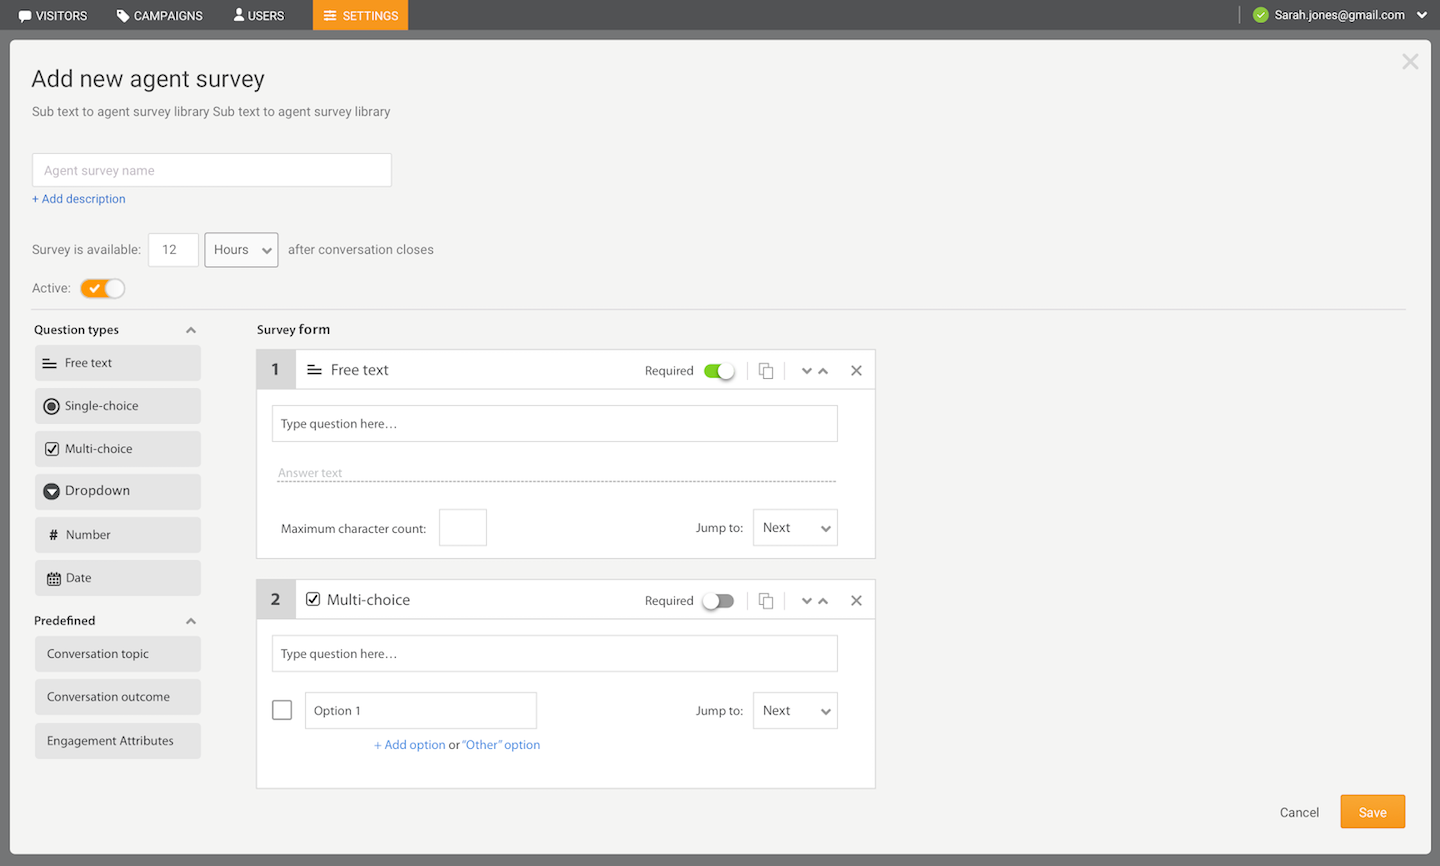 VISITORS CAMPAIGNS USERS SETTINGS Sarah.jones@gmail.com
Add new agent survey
Sub text to agent survey library Sub text to agent survey library
Agent survey name
+ Add description
Survey is available: 12 Hours after conversation closes
Active:
Question types
Free text
Single-choice
Multi-choice
Dropdown
# Number
Date
Predefined
Conversation topic
Conversation outcome
Engagement Attributes
Survey form
1 Free text Required
Type question here...
Answer text
Maximum character count: Jump to: Next
2 Multi-choice Required
Type question here...
Option 1 Jump to: Next
+ Add option or "Other" option
Cancel Save